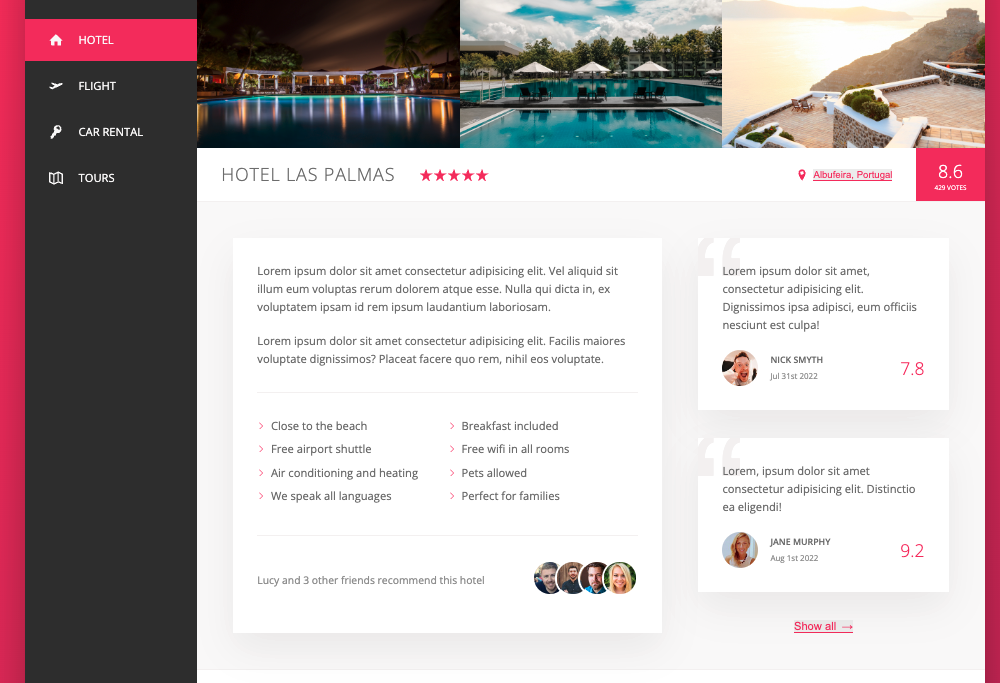 HOTEL
FLIGHT
CAR RENTAL
TOURS
HOTEL LAS PALMAS
Albufeira, Portugal
8.6
429 VOTES
Lorem ipsum dolor sit amet consectetur adipisicing elit. Vel aliquid sit
illum eum voluptas rerum dolorem atque esse. Nulla qui dicta in, ex
voluptatem ipsam id rem ipsum laudantium laboriosam.
Lorem ipsum dolor sit amet consectetur adipisicing elit. Facilis maiores
voluptate dignissimos? Placeat facere quo rem, nihil eos voluptate.
Close to the beach
Breakfast included
Free airport shuttle
Free wifi in all rooms
Air conditioning and heating
Pets allowed
We speak all languages
Perfect for families
Lucy and 3 other friends recommend this hotel
“
Lorem ipsum dolor sit amet,
consectetur adipisicing elit.
Dignissimos ipsa adipisci, eum officiis
nesciunt est culpa!
NICK SMYTH
Jul 31st 2022
7.8
“
Lorem, ipsum dolor sit amet
consectetur adipisicing elit. Distinctio
ea eligendi!
JANE MURPHY
Aug 1st 2022
9.2
Show all →